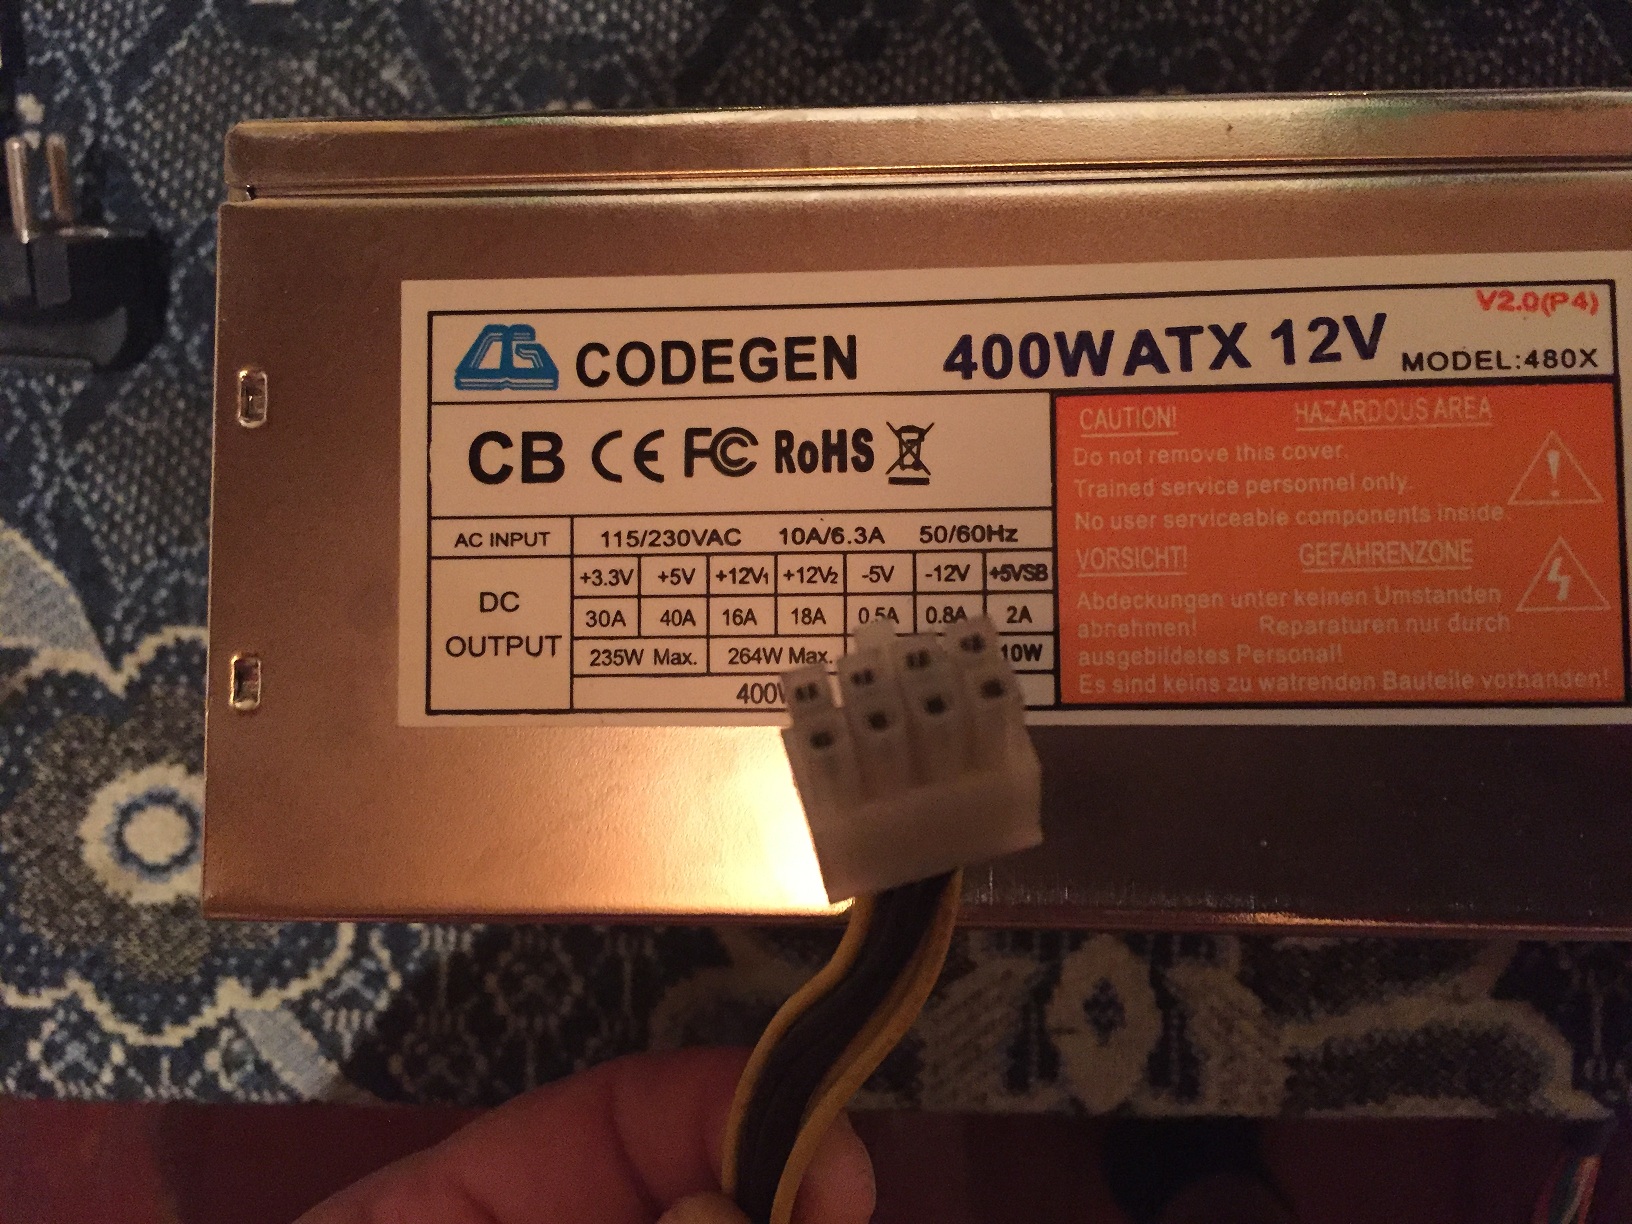 V2.0(P4)
CODEGEN 400WATX 12V MODEL:480X
CB CE FC RoHS
CAUTION! HAZARDOUS AREA
Do not remove this cover.
Trained service personnel only.
No user serviceable components inside
VORSICHT! GEFAHRENZONE
Abdeckungen unter keinen Umstanden
abnehmen! Reparaturen nur durch
ausgebildetes Personal!
Es sind keins zu watrenden Bauteile vorhanden!
AC INPUT 115/230VAC 10A/6.3A 50/60Hz
DC OUTPUT
+3.3V +5V +12V1 +12V2 -5V -12V +5VSB
30A 40A 16A 18A 0.5A 0.8A 2A
235W Max. 264W Max. 10W